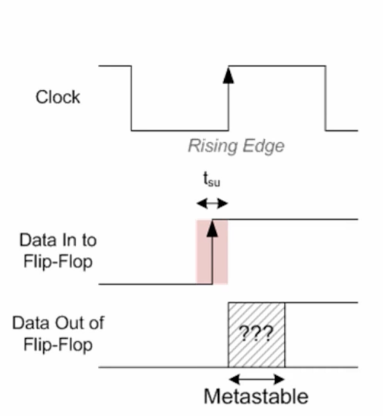 Clock
Rising Edge
tsu
Data In to
Flip-Flop
Data Out of
Flip-Flop
???
Metastable